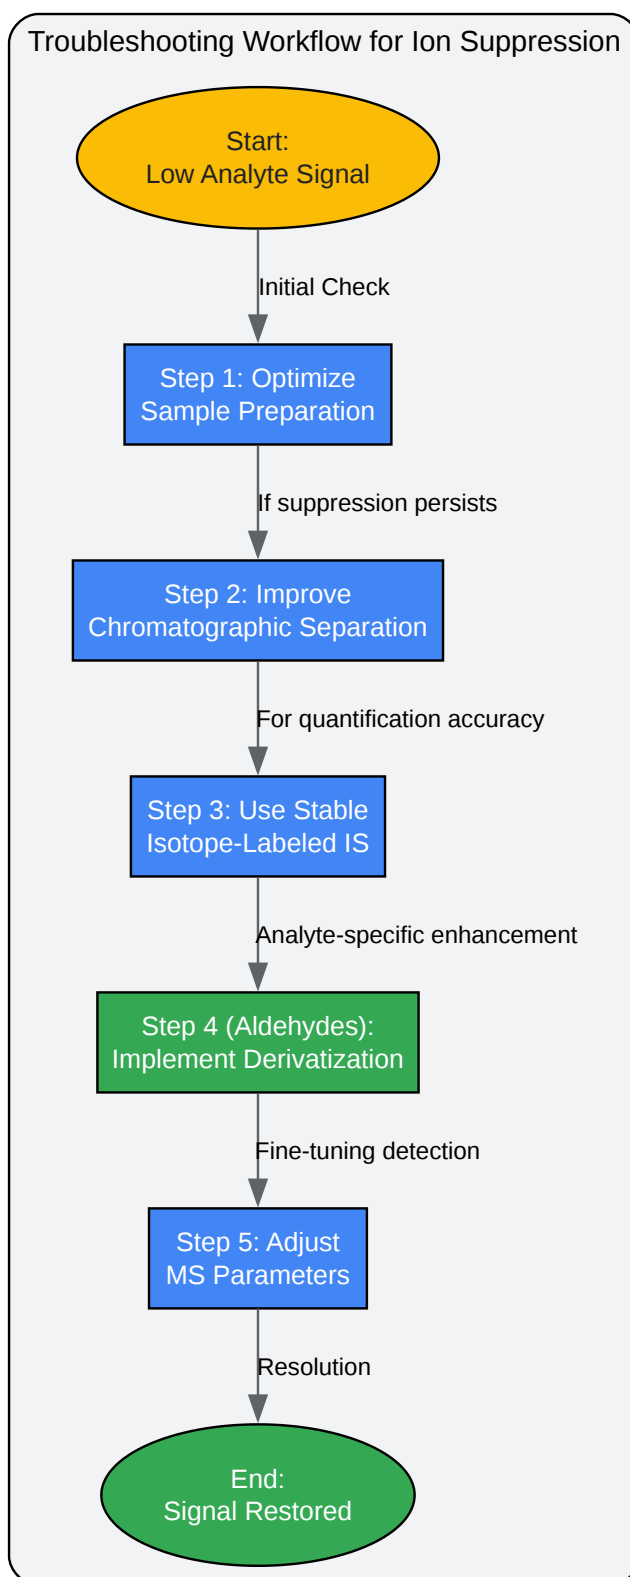 Troubleshooting Workflow for Ion Suppression
Start:
Low Analyte Signal
Initial Check
Step 1: Optimize
Sample Preparation
If suppression persists
Step 2: Improve
Chromatographic Separation
For quantification accuracy
Step 3: Use Stable
Isotope-Labeled IS
Analyte-specific enhancement
Step 4 (Aldehydes):
Implement Derivatization
Fine-tuning detection
Step 5: Adjust
MS Parameters
Resolution
End:
Signal Restored